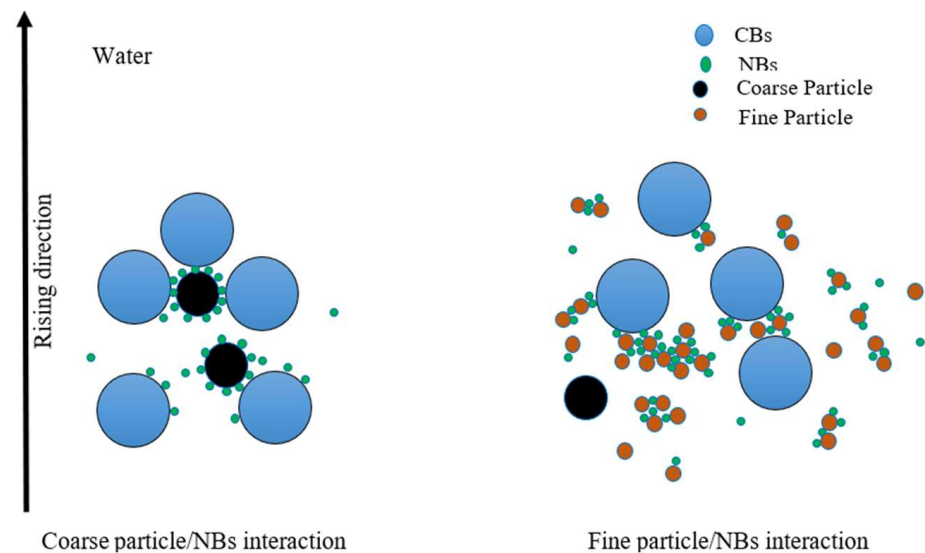 Water
CBs
NBs
Coarse Particle
Fine Particle
Rising direction
Coarse particle/NBs interaction
Fine particle/NBs interaction